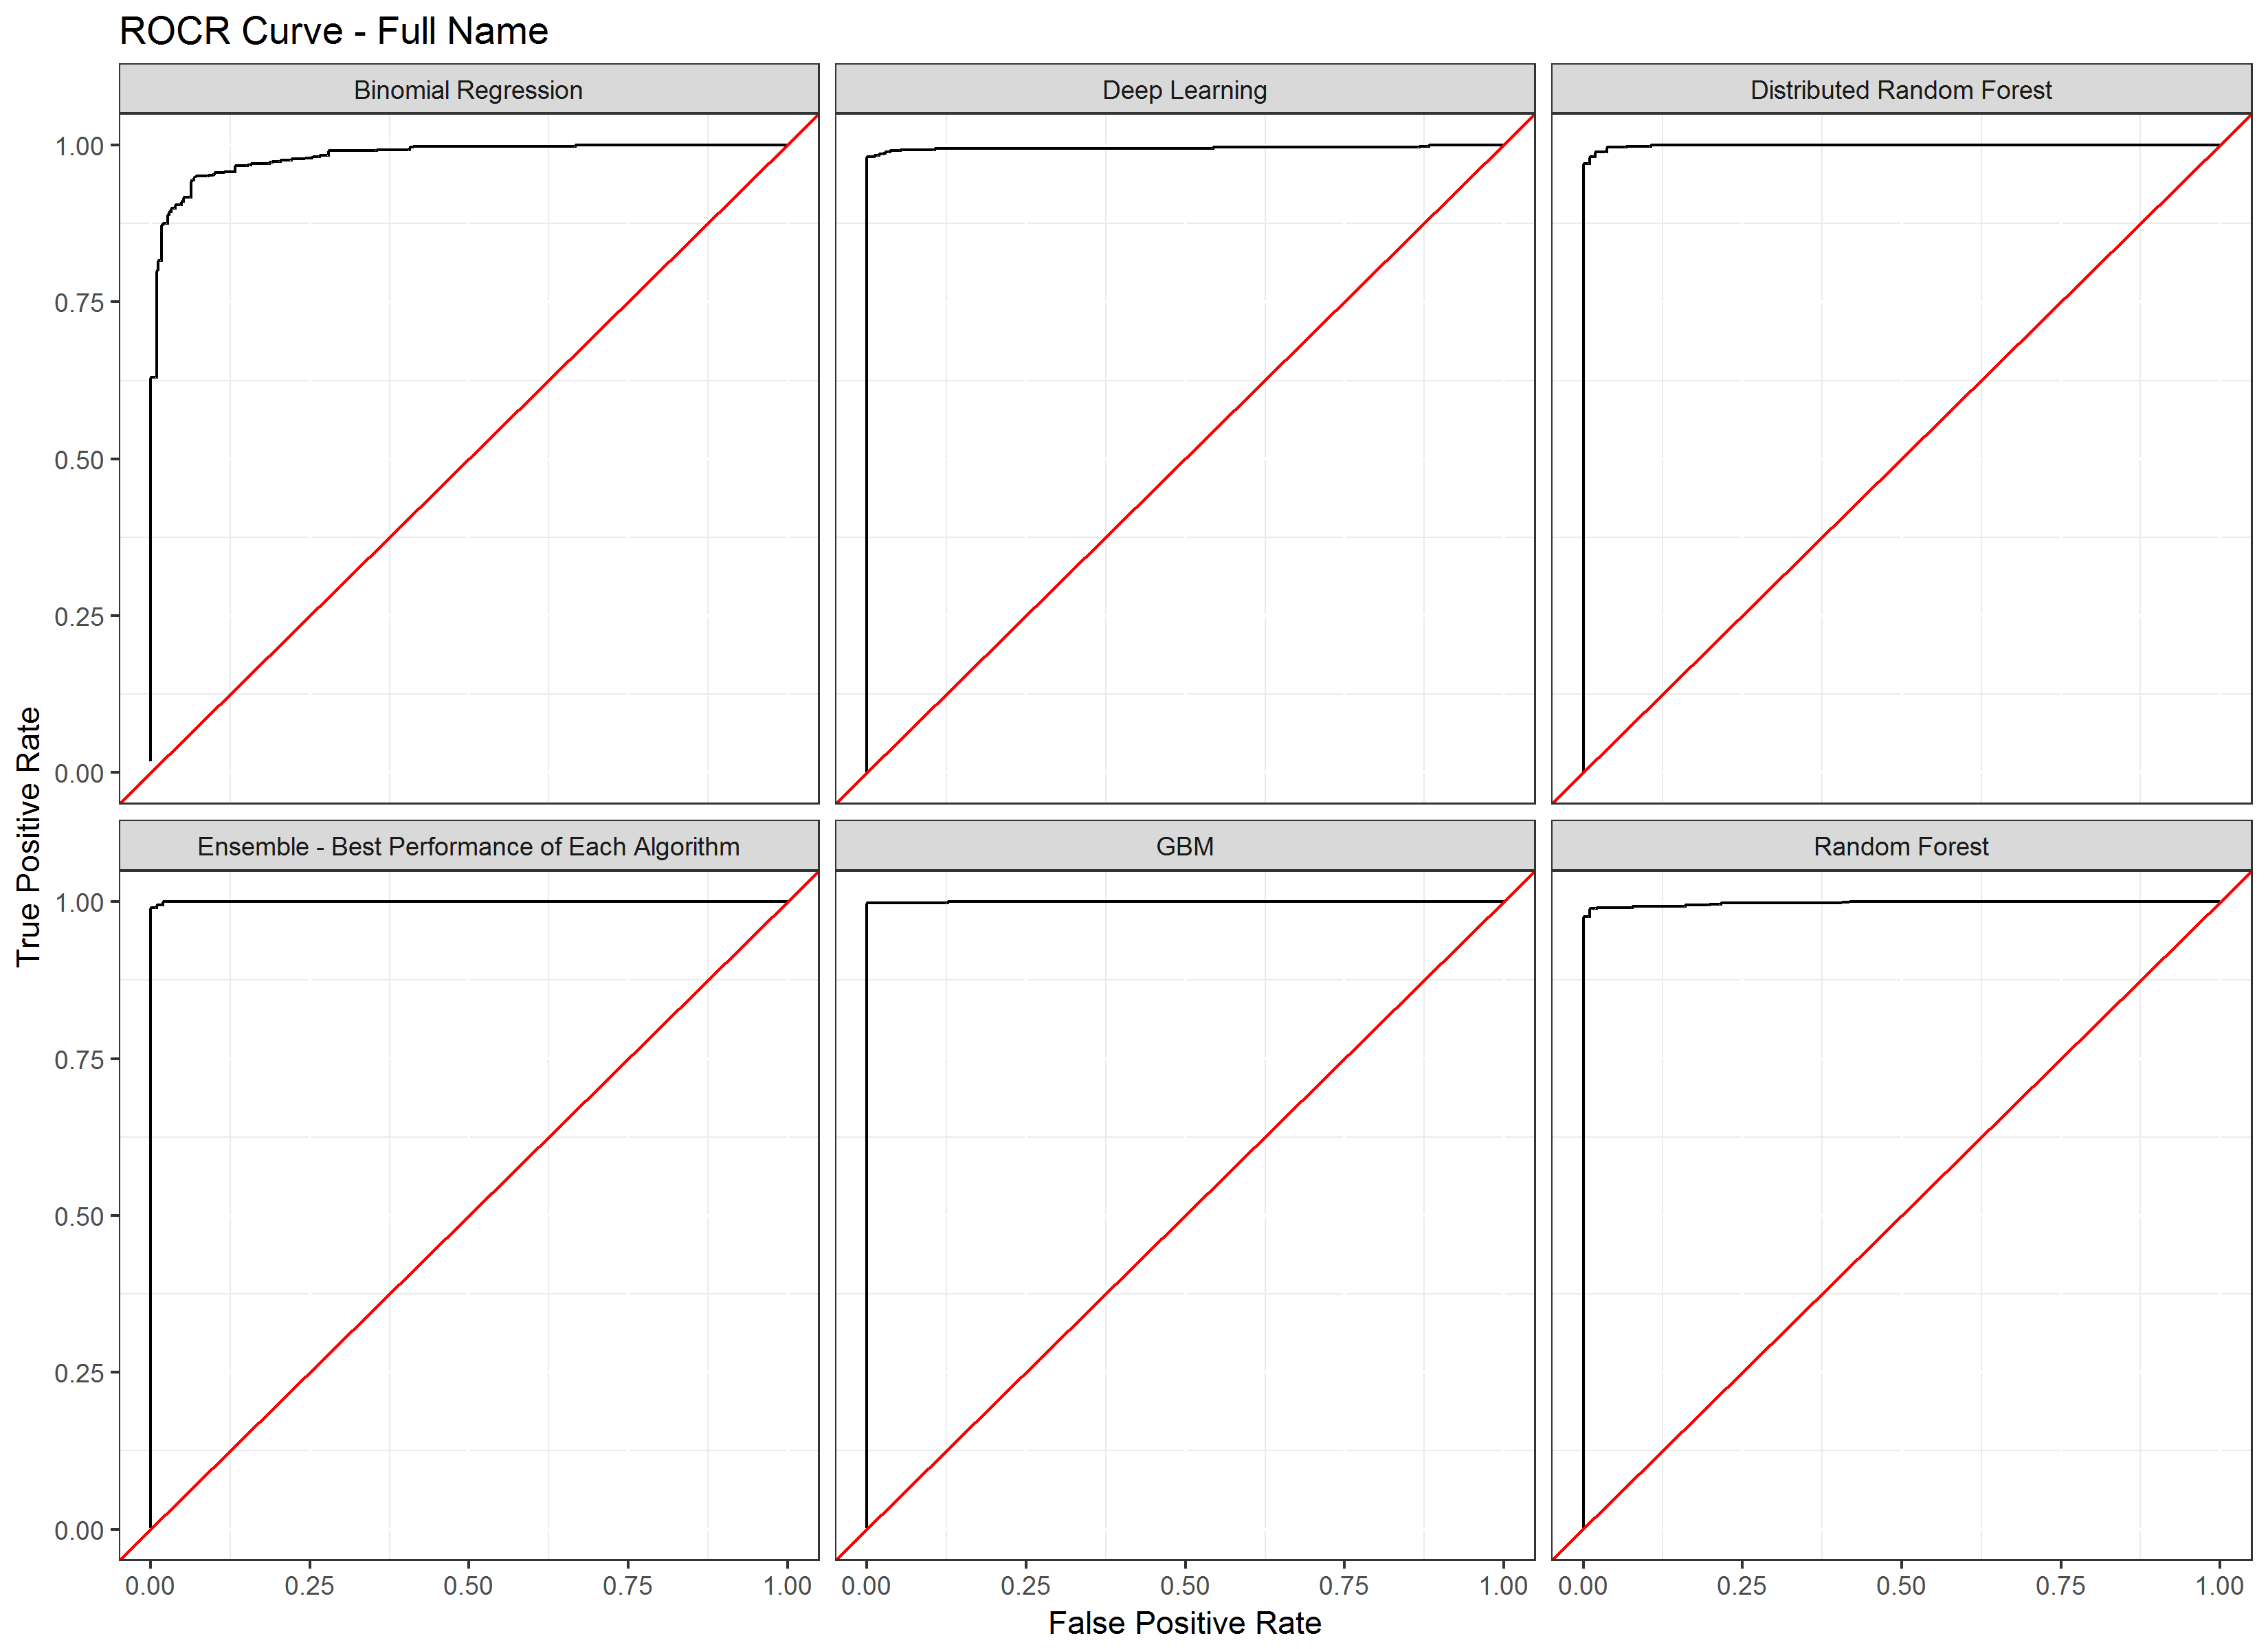 ROCR Curve - Full Name
Binomial Regression
Deep Learning
Distributed Random Forest
1.00
0.75
0.50
0.25
0.00
Ensemble - Best Performance of Each Algorithm
GBM
Random Forest
1.00
0.75
0.50
0.25
0.00
True Positive Rate
0.00 0.25 0.50 0.75 1.00
0.00 0.25 0.50 0.75 1.00
0.00 0.25 0.50 0.75 1.00
False Positive Rate